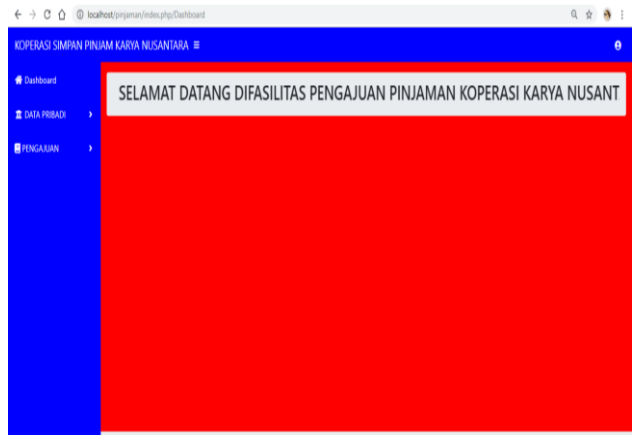 localhost/pinjaman/index.php/Dashboard
KOPERASI SIMPAN PINJAM KARYA NUSANTARA
Dashboard
SELAMAT DATANG DIFASILITAS PENGAJUAN PINJAMAN KOPERASI KARYA NUSANT
DATA PRIBADI
PENGAJUAN